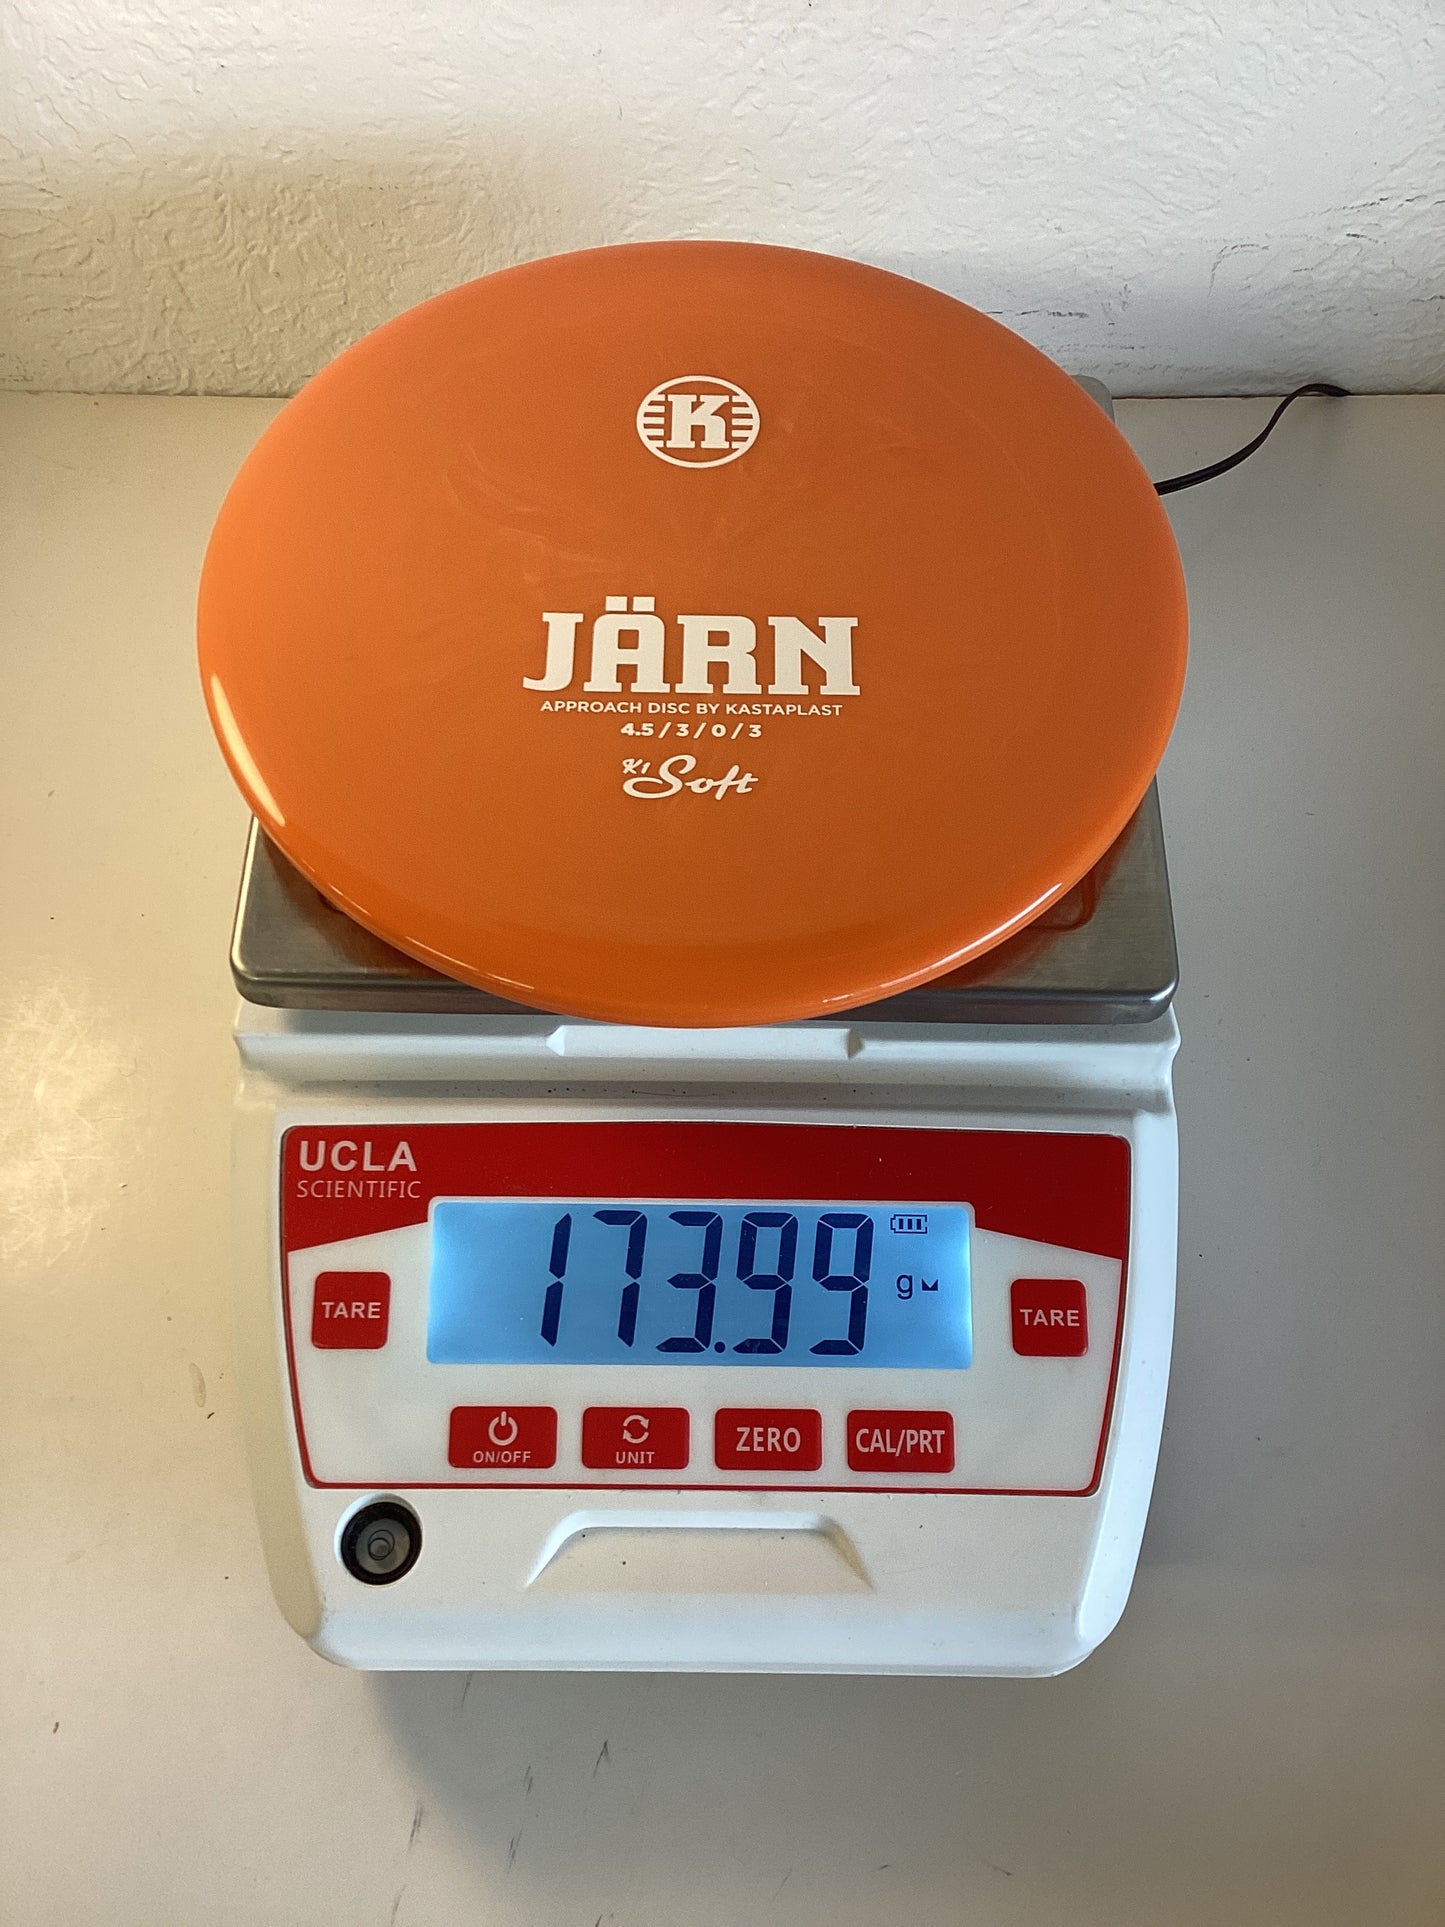 K
JÄRN
APPROACH DISC BY KASTAPLAST
4.5 / 3 / 0 / 3
K1 Soft
UCLA
SCIENTIFIC
173.99 g
TARE
TARE
ON/OFF
UNIT
ZERO
CAL/PRT